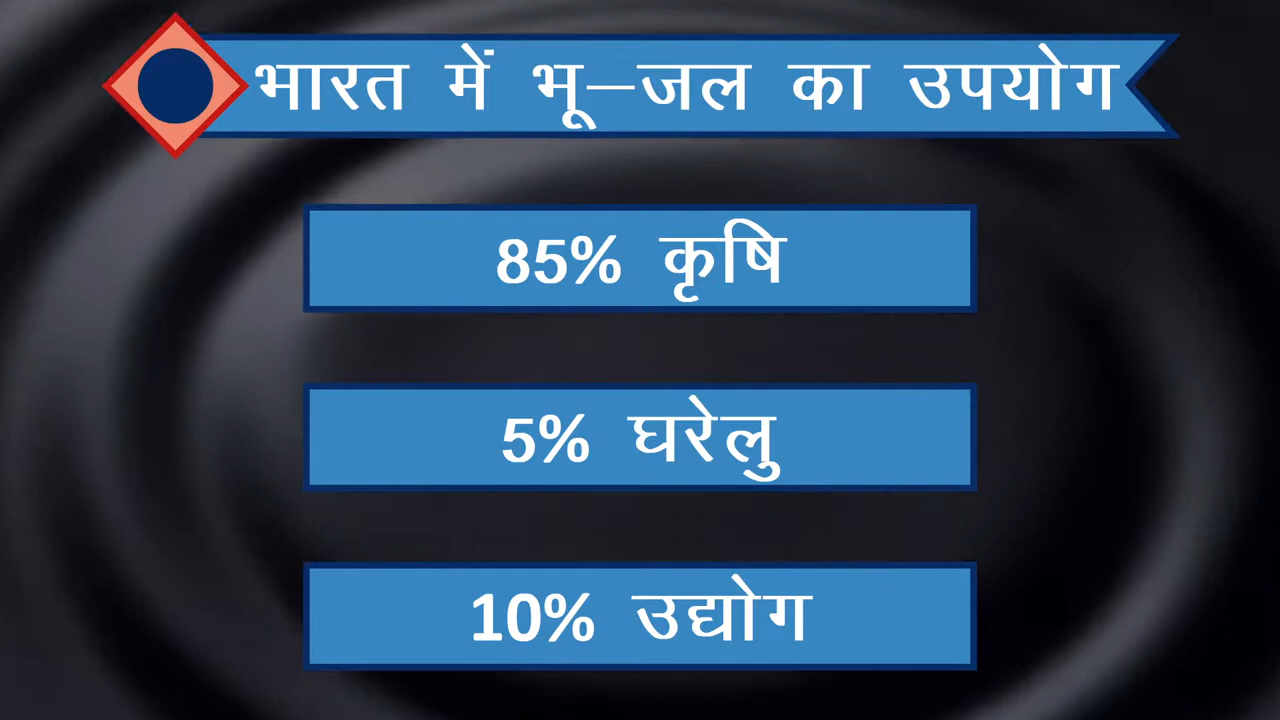 भारत में भू–जल का उपयोग
85% कृषि
5% घरेलु
10% उद्योग